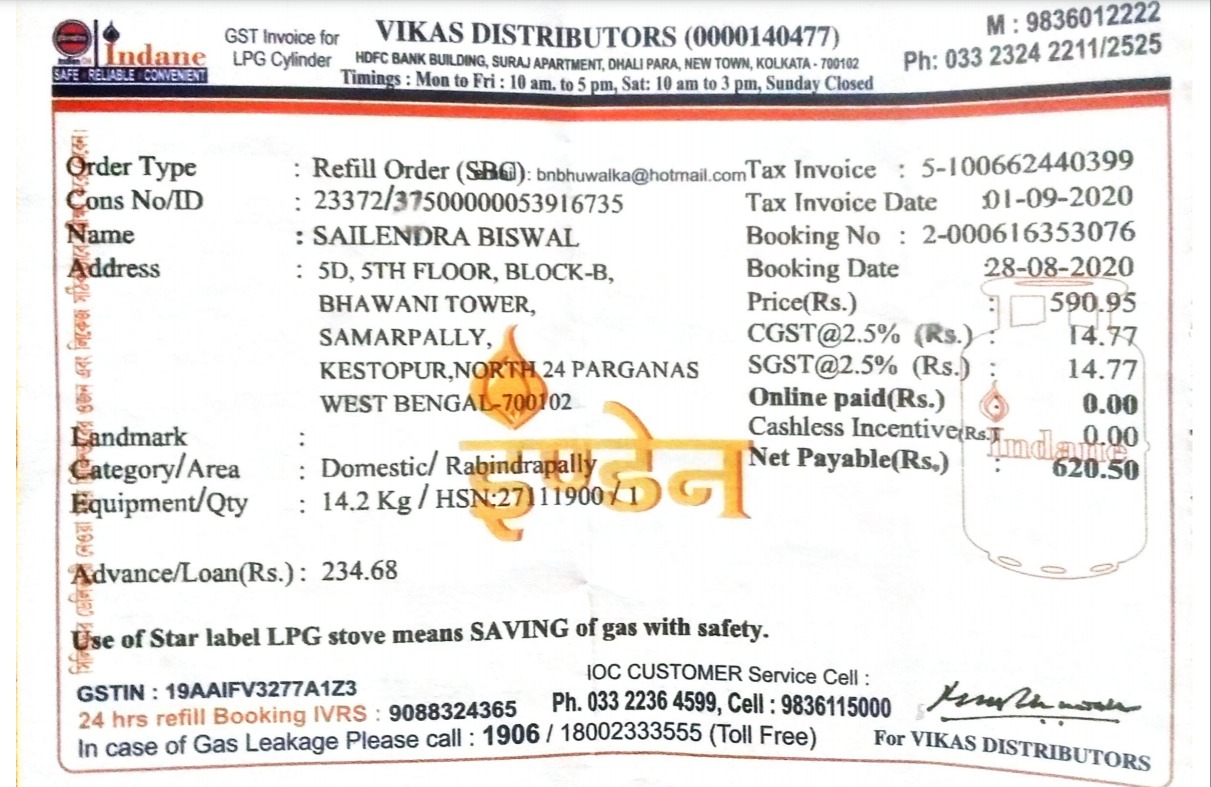 Indane
SAFE RELIABLE CONVENIENT
GST Invoice for
LPG Cylinder
VIKAS DISTRIBUTORS (0000140477)
HDFC BANK BUILDING, SURAJ APARTMENT, DHALI PARA, NEW TOWN, KOLKATA - 700102
Timings : Mon to Fri : 10 am. to 5 pm, Sat: 10 am to 3 pm, Sunday Closed
M : 9836012222
Ph: 033 2324 2211/2525
Order Type : Refill Order : bnbhuwalka@hotmail.com Tax Invoice : 5-100662440399
Cons No/ID : 23372/37500000053916735 Tax Invoice Date :01-09-2020
Name : SAILENDRA BISWAL Booking No : 2-000616353076
Address : 5D, 5TH FLOOR, BLOCK-B, Booking Date 28-08-2020
BHAWANI TOWER, Price(Rs.) : 590.95
SAMARPALLY, CGST@2.5% (Rs.) : 14.77
KESTOPUR,NORTH 24 PARGANAS SGST@2.5% (Rs.) : 14.77
WEST BENGAL-700102 Online paid(Rs.) : 0.00
Landmark : Cashless Incentive(Rs.) 0.00
Category/Area : Domestic/ Rabindrapally Net Payable(Rs.) : 620.50
Indane
इण्डेन
Equipment/Qty : 14.2 Kg / HSN:27111900 / 1
Advance/Loan(Rs.) : 234.68
Use of Star label LPG stove means SAVING of gas with safety.
GSTIN : 19AAIFV3277A1Z3
24 hrs refill Booking IVRS : 9088324365
IOC CUSTOMER Service Cell :
Ph. 033 2236 4599, Cell : 9836115000
In case of Gas Leakage Please call : 1906 / 18002333555 (Toll Free)
For VIKAS DISTRIBUTORS